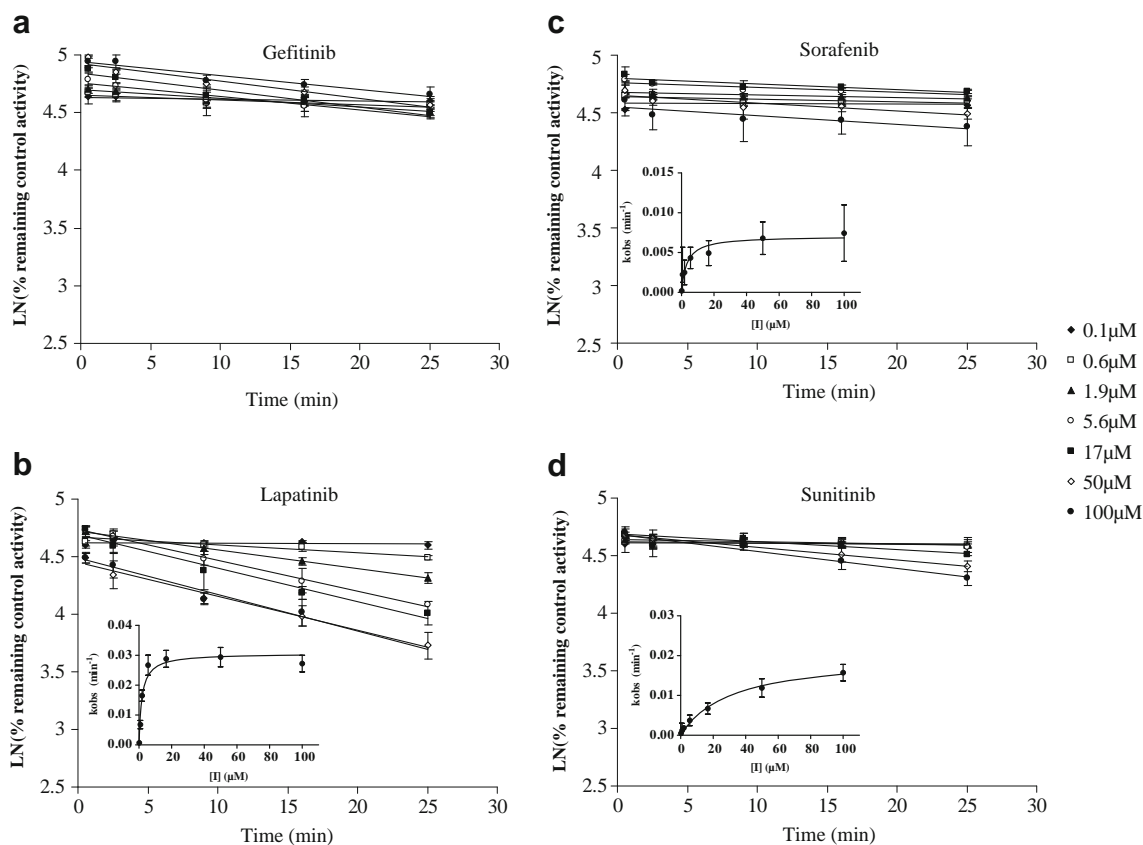 a
Gefitinib
LN(% remaining control activity)
5
4.5
4
3.5
3
2.5
0 5 10 15 20 25 30
Time (min)
c
Sorafenib
LN(% remaining control activity)
5
4.5
4
3.5
3
2.5
0 5 10 15 20 25 30
Time (min)
kobs (min⁻¹)
0.015
0.010
0.005
0.000
0 20 40 60 80 100
[I] (µM)
b
Lapatinib
LN(% remaining control activity)
5
4.5
4
3.5
3
2.5
0 5 10 15 20 25 30
Time (min)
kobs (min⁻¹)
0.04
0.03
0.02
0.01
0.00
0 20 40 60 80 100
[I] (µM)
d
Sunitinib
LN(% remaining control activity)
5
4.5
4
3.5
3
2.5
0 5 10 15 20 25 30
Time (min)
kobs (min⁻¹)
0.03
0.02
0.01
0.00
0 20 40 60 80 100
[I] (µM)
0.1µM
0.6µM
1.9µM
5.6µM
17µM
50µM
100µM